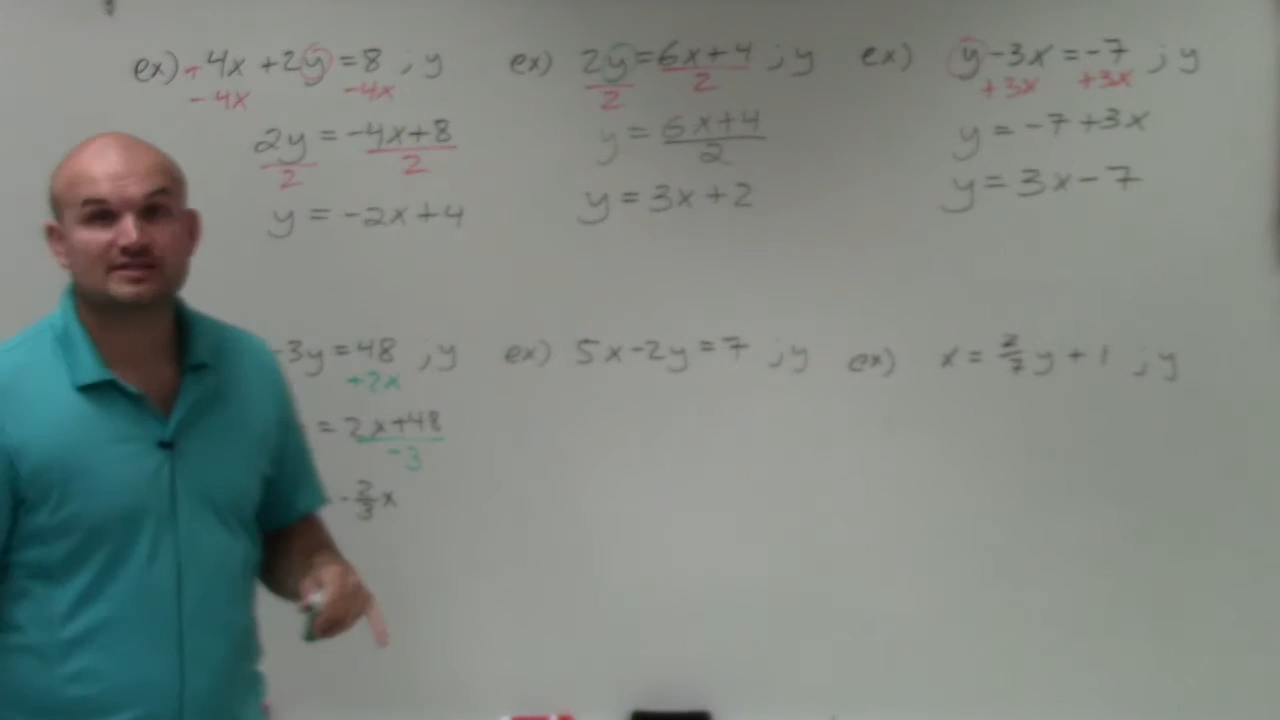 ex) 4x + 2y = 8 ; y
-4x -4x
2y = -4x+8
2 2
y = -2x+4
ex) 2y = 6x+4 ; y
2 2
y = 6x+4
2
y = 3x+2
ex) y - 3x = -7 ; y
+3x +3x
y = -7 + 3x
y = 3x - 7
-3y = 48 ; y
+2x
= 2x+48
-3
-2/3x
ex) 5x - 2y = 7 ; y
ex) x = 2/7y + 1 ; y